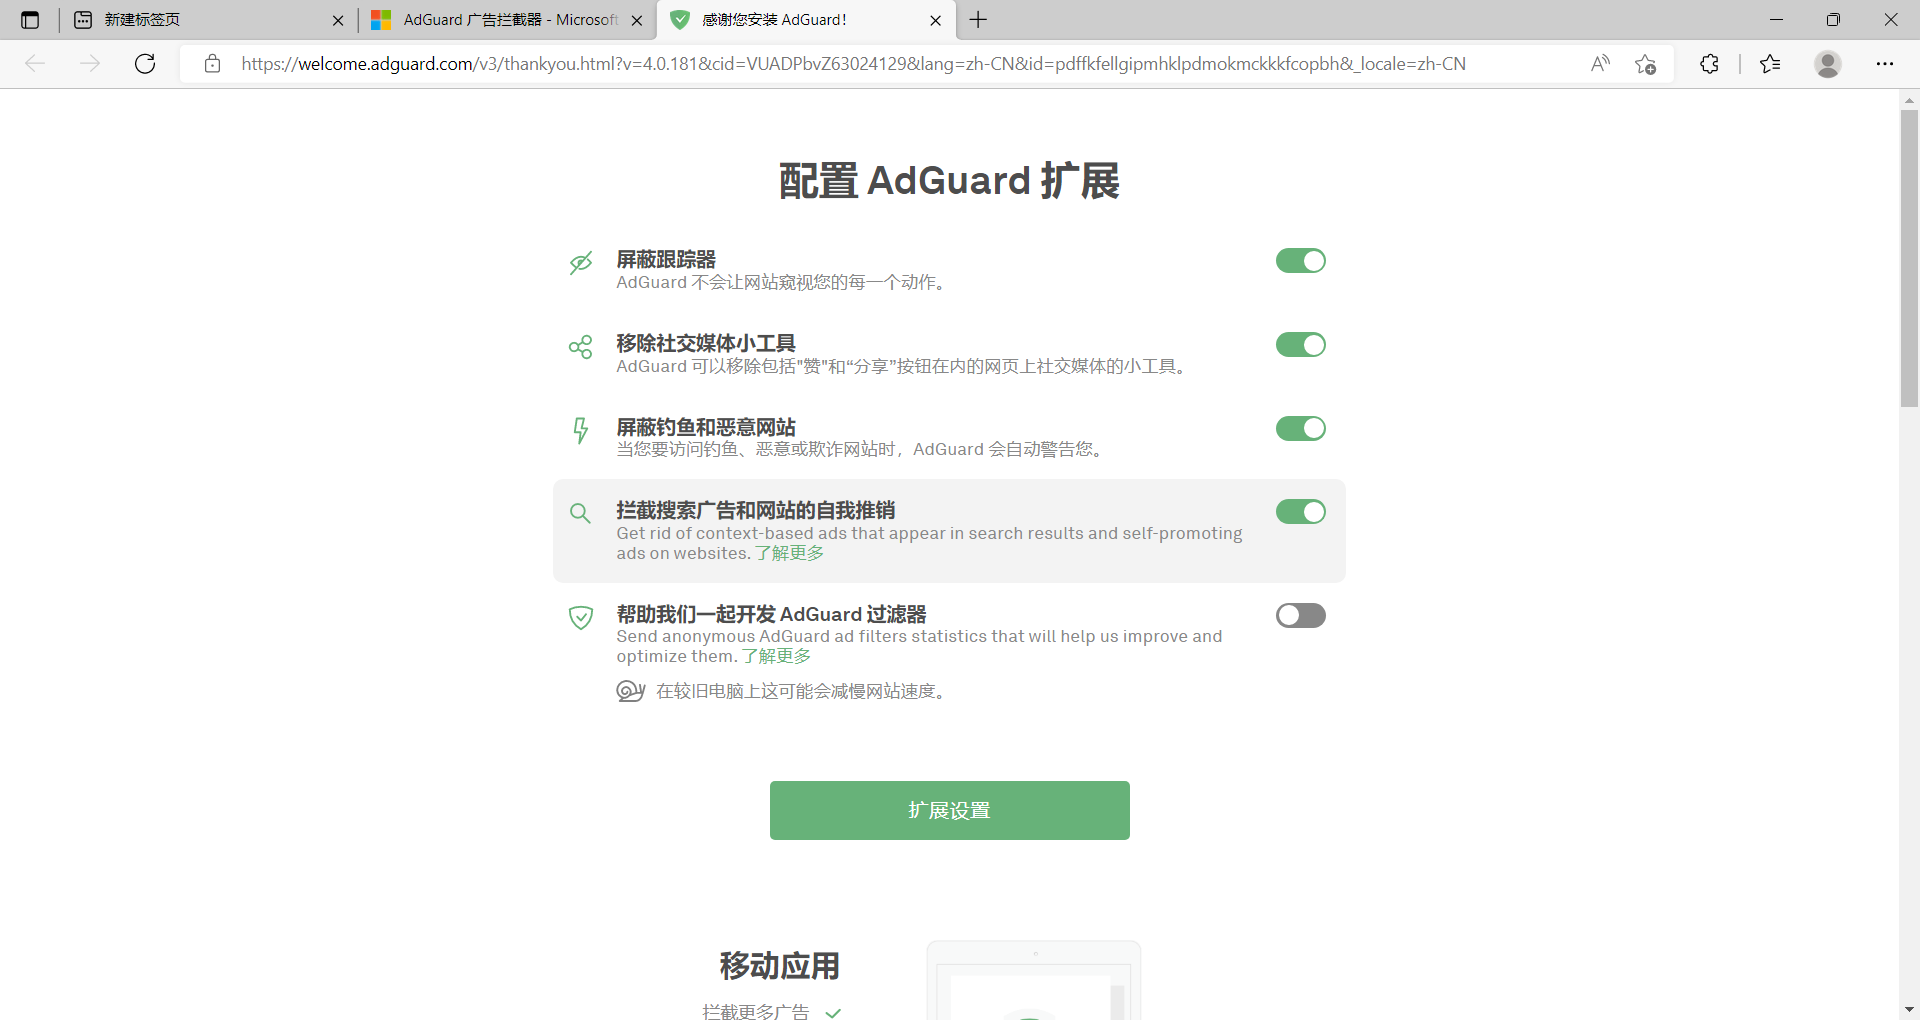 新建标签页
AdGuard 广告拦截器 - Microsoft
感谢您安装 AdGuard！
https://welcome.adguard.com/v3/thankyou.html?v=4.0.181&cid=VUADPbvZ63024129&lang=zh-CN&id=pdffkfellgipmhklpdmokmckkkfcopbh&_locale=zh-CN
配置 AdGuard 扩展
屏蔽跟踪器
AdGuard 不会让网站窥视您的每一个动作。
移除社交媒体小工具
AdGuard 可以移除包括"赞"和“分享”按钮在内的网页上社交媒体的小工具。
屏蔽钓鱼和恶意网站
当您要访问钓鱼、恶意或欺诈网站时，AdGuard 会自动警告您。
拦截搜索广告和网站的自我推销
Get rid of context-based ads that appear in search results and self-promoting
ads on websites. 了解更多
帮助我们一起开发 AdGuard 过滤器
Send anonymous AdGuard ad filters statistics that will help us improve and
optimize them. 了解更多
在较旧电脑上这可能会减慢网站速度。
扩展设置
移动应用
拦截更多广告